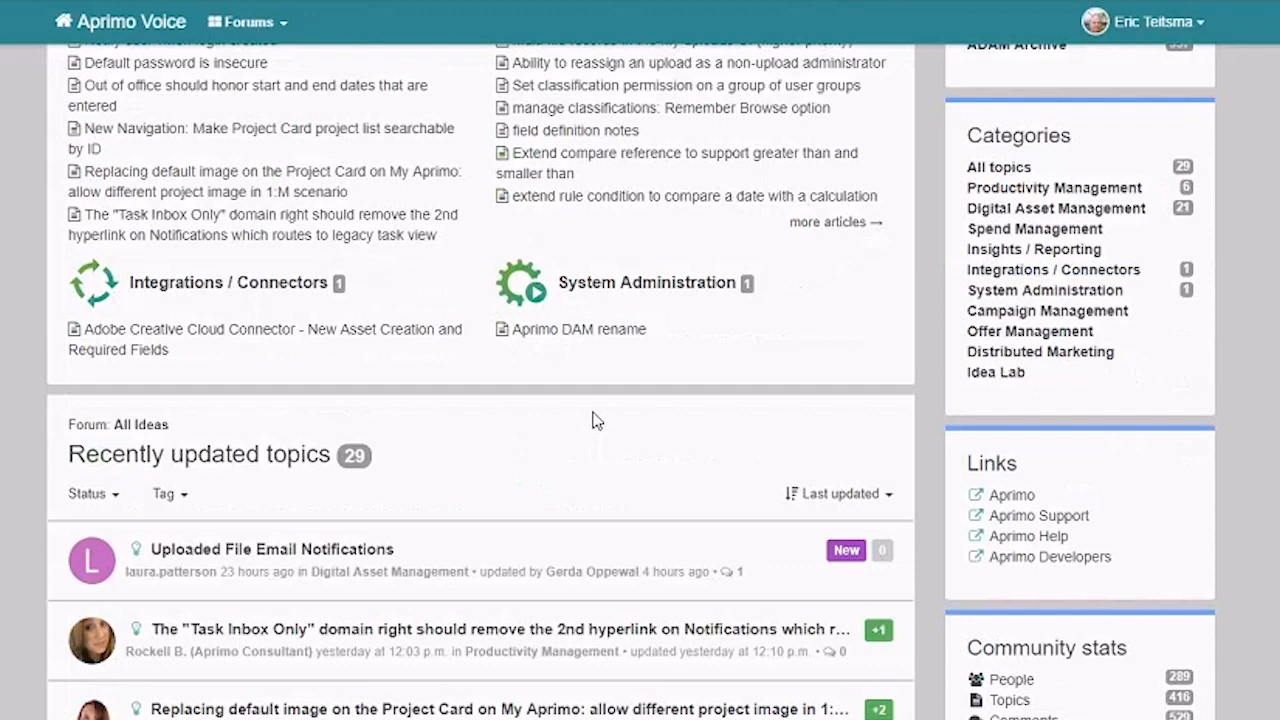 Aprimo Voice
Forums
Eric Teitsma
Default password is insecure
Out of office should honor start and end dates that are
entered
New Navigation: Make Project Card project list searchable
by ID
Replacing default image on the Project Card on My Aprimo:
allow different project image in 1:M scenario
The "Task Inbox Only" domain right should remove the 2nd
hyperlink on Notifications which routes to legacy task view
Ability to reassign an upload as a non-upload administrator
Set classification permission on a group of user groups
manage classifications: Remember Browse option
field definition notes
Extend compare reference to support greater than and
smaller than
extend rule condition to compare a date with a calculation
more articles →
Integrations / Connectors 1
Adobe Creative Cloud Connector - New Asset Creation and
Required Fields
System Administration 1
Aprimo DAM rename
Forum: All Ideas
Recently updated topics 29
Status
Tag
Last updated
L
Uploaded File Email Notifications
New 0
laura.patterson 23 hours ago in Digital Asset Management • updated by Gerda Oppewal 4 hours ago • 1
The "Task Inbox Only" domain right should remove the 2nd hyperlink on Notifications which r...
+1
Rockell B. (Aprimo Consultant) yesterday at 12:03 p.m. in Productivity Management • updated yesterday at 12:10 p.m. • 0
Replacing default image on the Project Card on My Aprimo: allow different project image in 1:...
+2
ADAM Archive
Categories
All topics 29
Productivity Management 6
Digital Asset Management 21
Spend Management
Insights / Reporting
Integrations / Connectors 1
System Administration 1
Campaign Management
Offer Management
Distributed Marketing
Idea Lab
Links
Aprimo
Aprimo Support
Aprimo Help
Aprimo Developers
Community stats
People 289
Topics 416
Comments 529